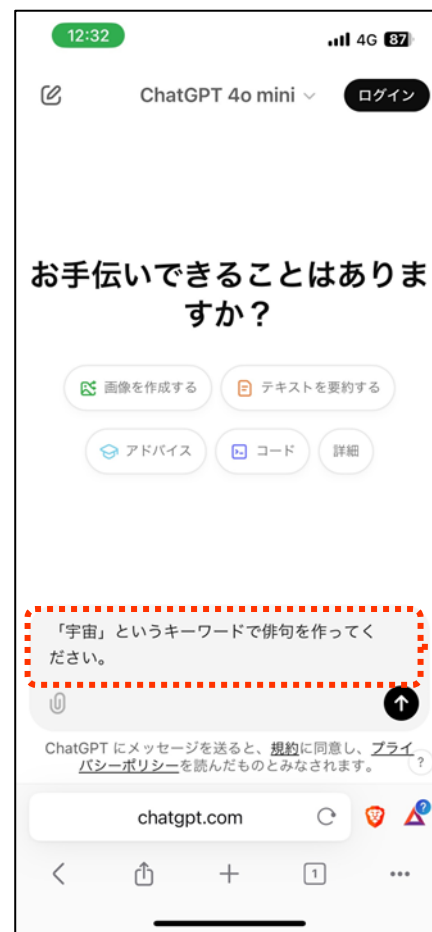 12:32
4G 87
ChatGPT 4o mini
ログイン
お手伝いできることはありま
すか？
画像を作成する
テキストを要約する
アドバイス
コード
詳細
「宇宙」というキーワードで俳句を作ってく
ださい。
ChatGPT にメッセージを送ると、規約に同意し、プライ
バシーポリシーを読んだものとみなされます。
?
chatgpt.com
?
1